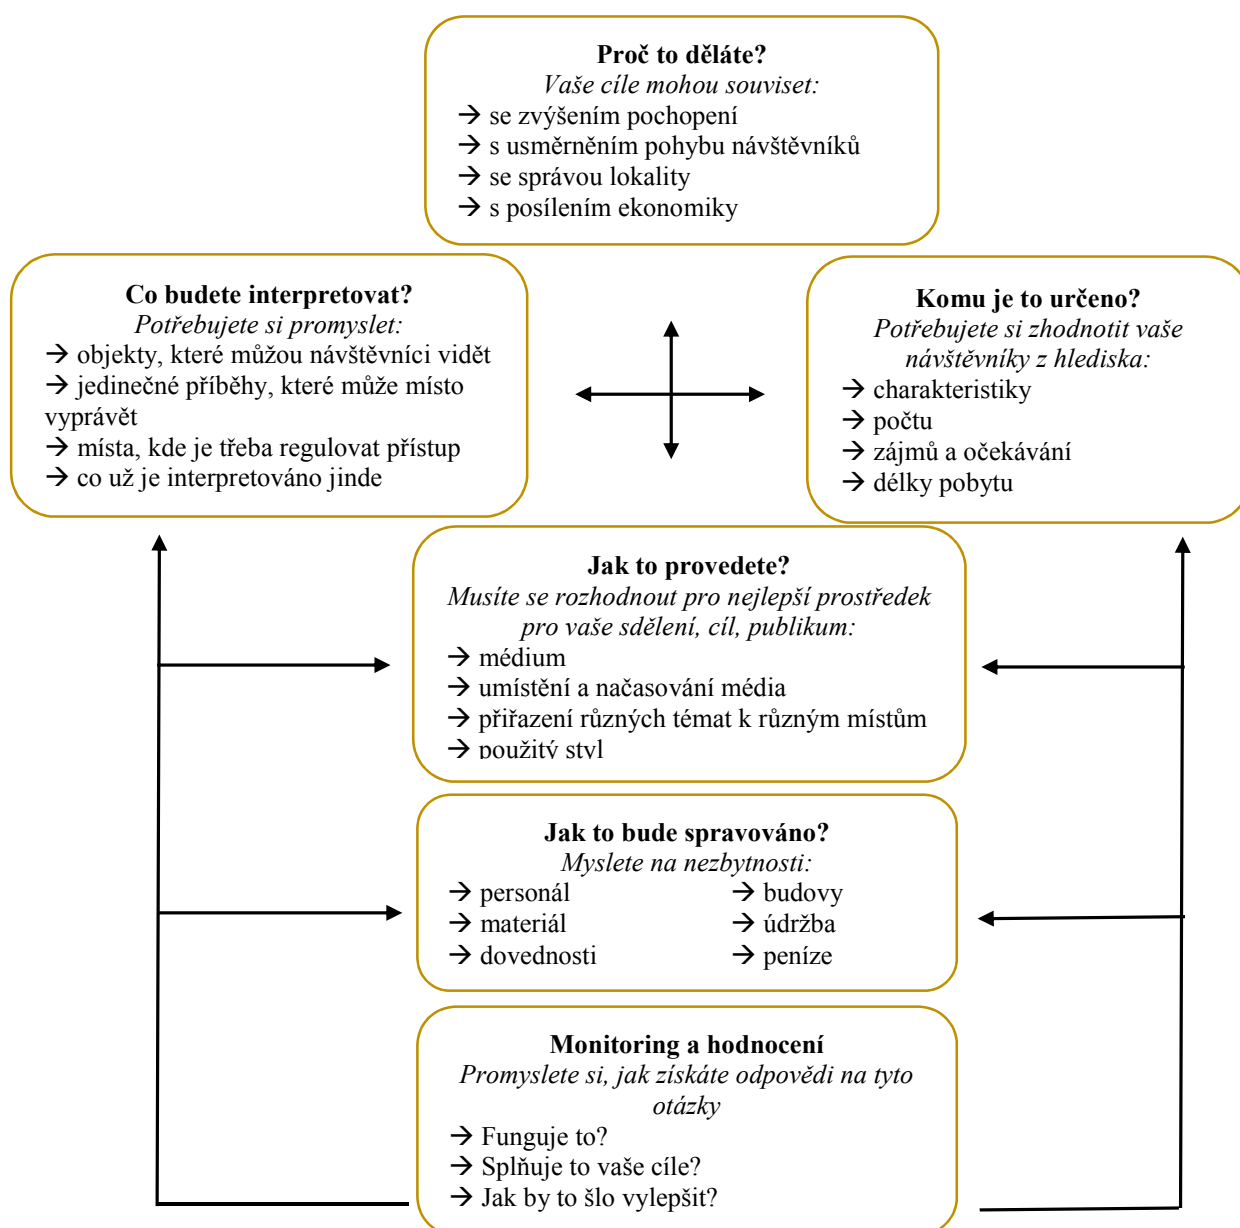 Proč to děláte?
Vaše cíle mohou souviset:
→ se zvýšením pochopení
→ s usměrněním pohybu návštěvníků
→ se správou lokality
→ s posílením ekonomiky
Co budete interpretovat?
Potřebujete si promyslet:
→ objekty, které můžou návštěvníci vidět
→ jedinečné příběhy, které může místo
vyprávět
→ místa, kde je třeba regulovat přístup
→ co už je interpretováno jinde
Komu je to určeno?
Potřebujete si zhodnotit vaše
návštěvníky z hlediska:
→ charakteristiky
→ počtu
→ zájmů a očekávání
→ délky pobytu
Jak to provedete?
Musíte se rozhodnout pro nejlepší prostředek
pro vaše sdělení, cíl, publikum:
→ médium
→ umístění a načasování média
→ přiřazení různých témat k různým místům
→ použitý styl
Jak to bude spravováno?
Myslete na nezbytnosti:
→ personál
→ materiál
→ dovednosti
→ budovy
→ údržba
→ peníze
Monitoring a hodnocení
Promyslete si, jak získáte odpovědi na tyto
otázky
→ Funguje to?
→ Splňuje to vaše cíle?
→ Jak by to šlo vylepšit?